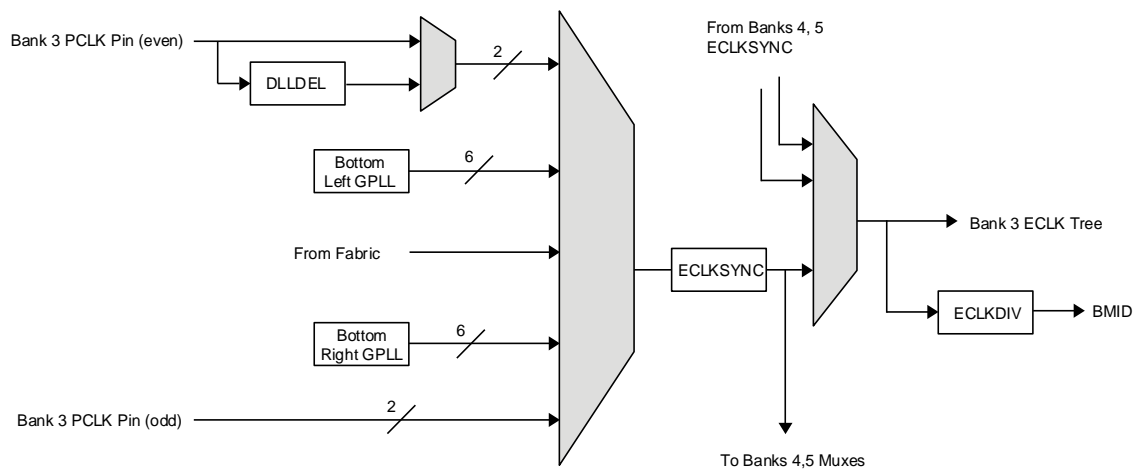 Bank 3 PCLK Pin (even)
DLLDEL
2
From Banks 4, 5
ECLKSYNC
Bottom
Left GPLL
6
From Fabric
ECLKSYNC
Bank 3 ECLK Tree
ECLKDIV
BMID
Bottom
Right GPLL
6
Bank 3 PCLK Pin (odd)
2
To Banks 4,5 Muxes